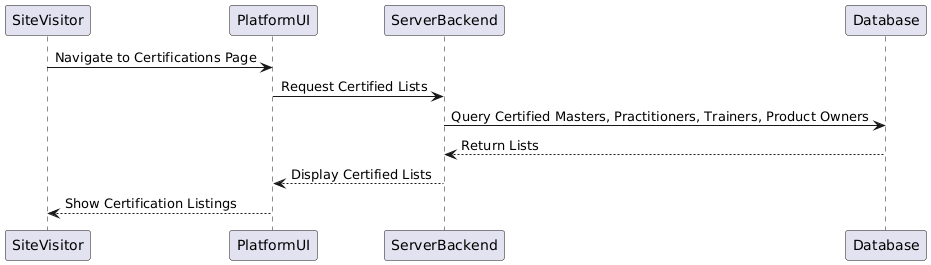 SiteVisitor PlatformUI ServerBackend Database
Navigate to Certifications Page
Request Certified Lists
Query Certified Masters, Practitioners, Trainers, Product Owners
Return Lists
Display Certified Lists
Show Certification Listings
SiteVisitor PlatformUI ServerBackend Database